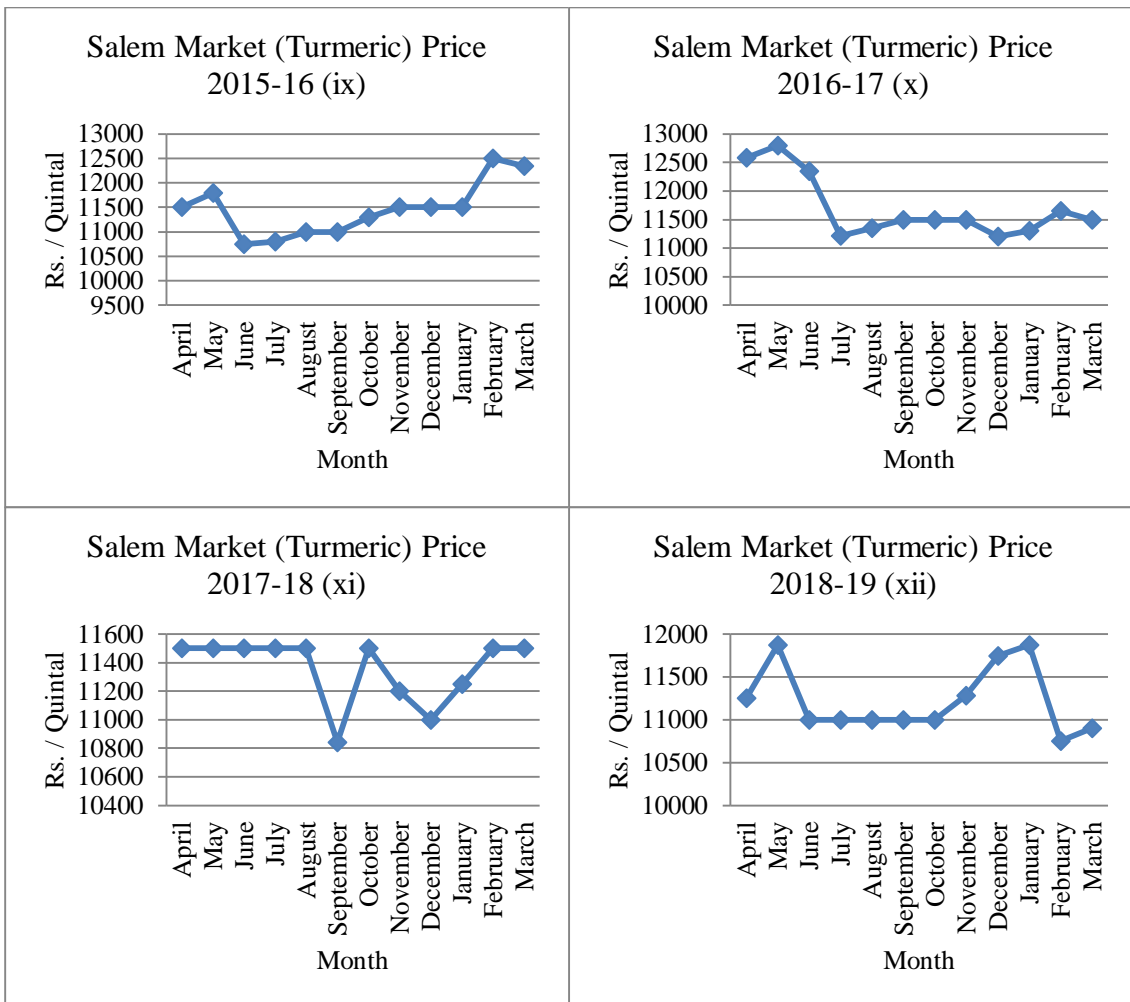 Salem Market (Turmeric) Price
2015-16 (ix)
Rs. / Quintal
13000
12500
12000
11500
11000
10500
10000
9500
April
May
June
July
August
September
October
November
December
January
February
March
Month
Salem Market (Turmeric) Price
2016-17 (x)
Rs. / Quintal
13000
12500
12000
11500
11000
10500
10000
April
May
June
July
August
September
October
November
December
January
February
March
Month
Salem Market (Turmeric) Price
2017-18 (xi)
Rs. / Quintal
11600
11400
11200
11000
10800
10600
10400
April
May
June
July
August
September
October
November
December
January
February
March
Month
Salem Market (Turmeric) Price
2018-19 (xii)
Rs. / Quintal
12000
11500
11000
10500
10000
April
May
June
July
August
September
October
November
December
January
February
March
Month